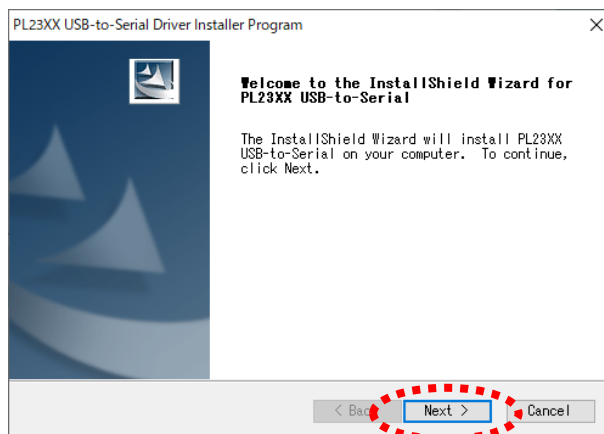 PL23XX USB-to-Serial Driver Installer Program
Welcome to the InstallShield Wizard for
PL23XX USB-to-Serial
The InstallShield Wizard will install PL23XX
USB-to-Serial on your computer. To continue,
click Next.
< Bac
Next >
Cancel